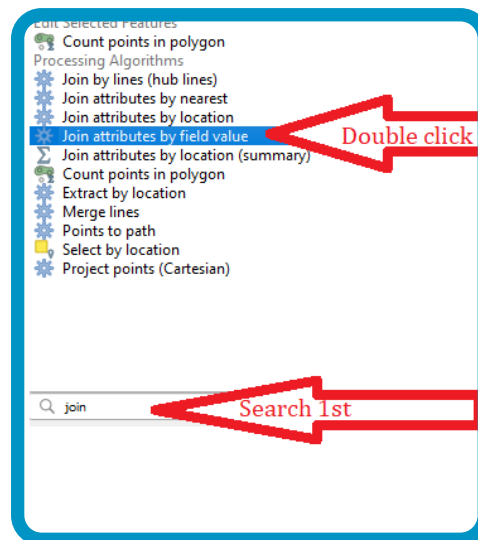 Edit Selected Features
Count points in polygon
Processing Algorithms
Join by lines (hub lines)
Join attributes by nearest
Join attributes by location
Join attributes by field value
Double click
Join attributes by location (summary)
Count points in polygon
Extract by location
Merge lines
Points to path
Select by location
Project points (Cartesian)
join
Search 1st